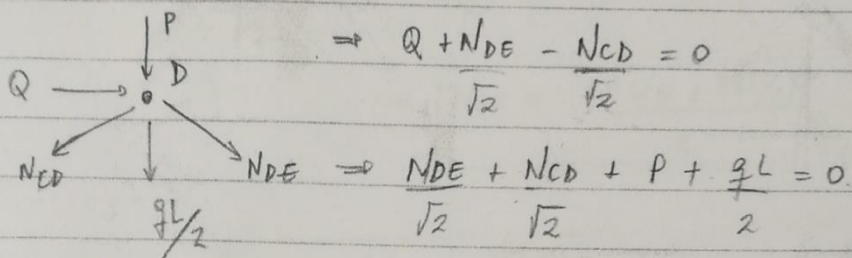 P
⇒ Q + NDE/√2 - NCD/√2 = 0
D
Q
NCD NDE ⇒ NDE/√2 + NCD/√2 + P + qL/2 = 0
qL/2